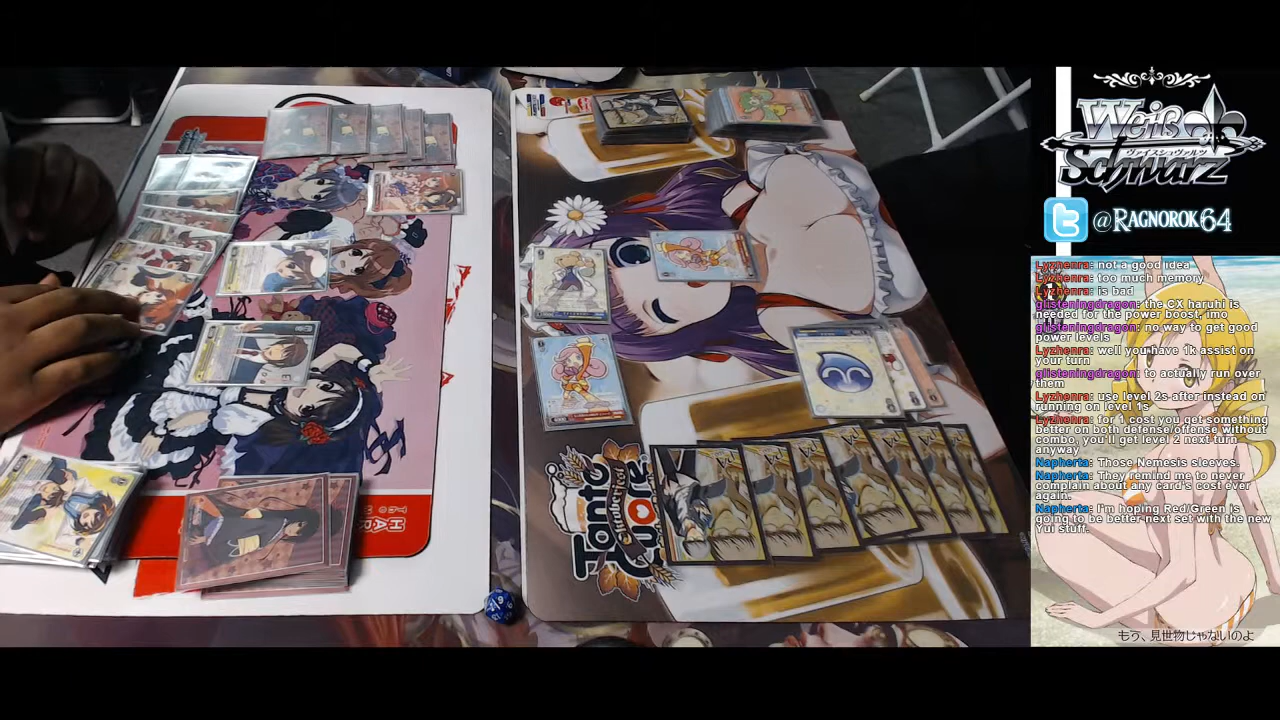 Weiß
ヴァイスシュヴァルツ
Schwarz
@RAGNOROK64
Lyzhenra: not a good idea
Lyzhenra: too much memory
Lyzhenra: is bad
glisteningdragon: the CX haruhi is
needed for the power boost, imo
glisteningdragon: no way to get good
power levels
Lyzhenra: well you have 1k assist on
your turn
glisteningdragon: to actually run over
them
Lyzhenra: use level 2s after instead on
running on level 1s
Lyzhenra: for 1 cost you get something
better on both defense/offense without
combo, you'll get level 2 next turn
anyway
Napherta: Those Nemesis sleeves.
Napherta: They remind me to never
complain about any card's cost ever
again.
Napherta: I'm hoping Red/Green is
going to be better next set with the new
Yui stuff.
もう、見世物じゃないのよ
Tanto
Cuore
Oktoberfest